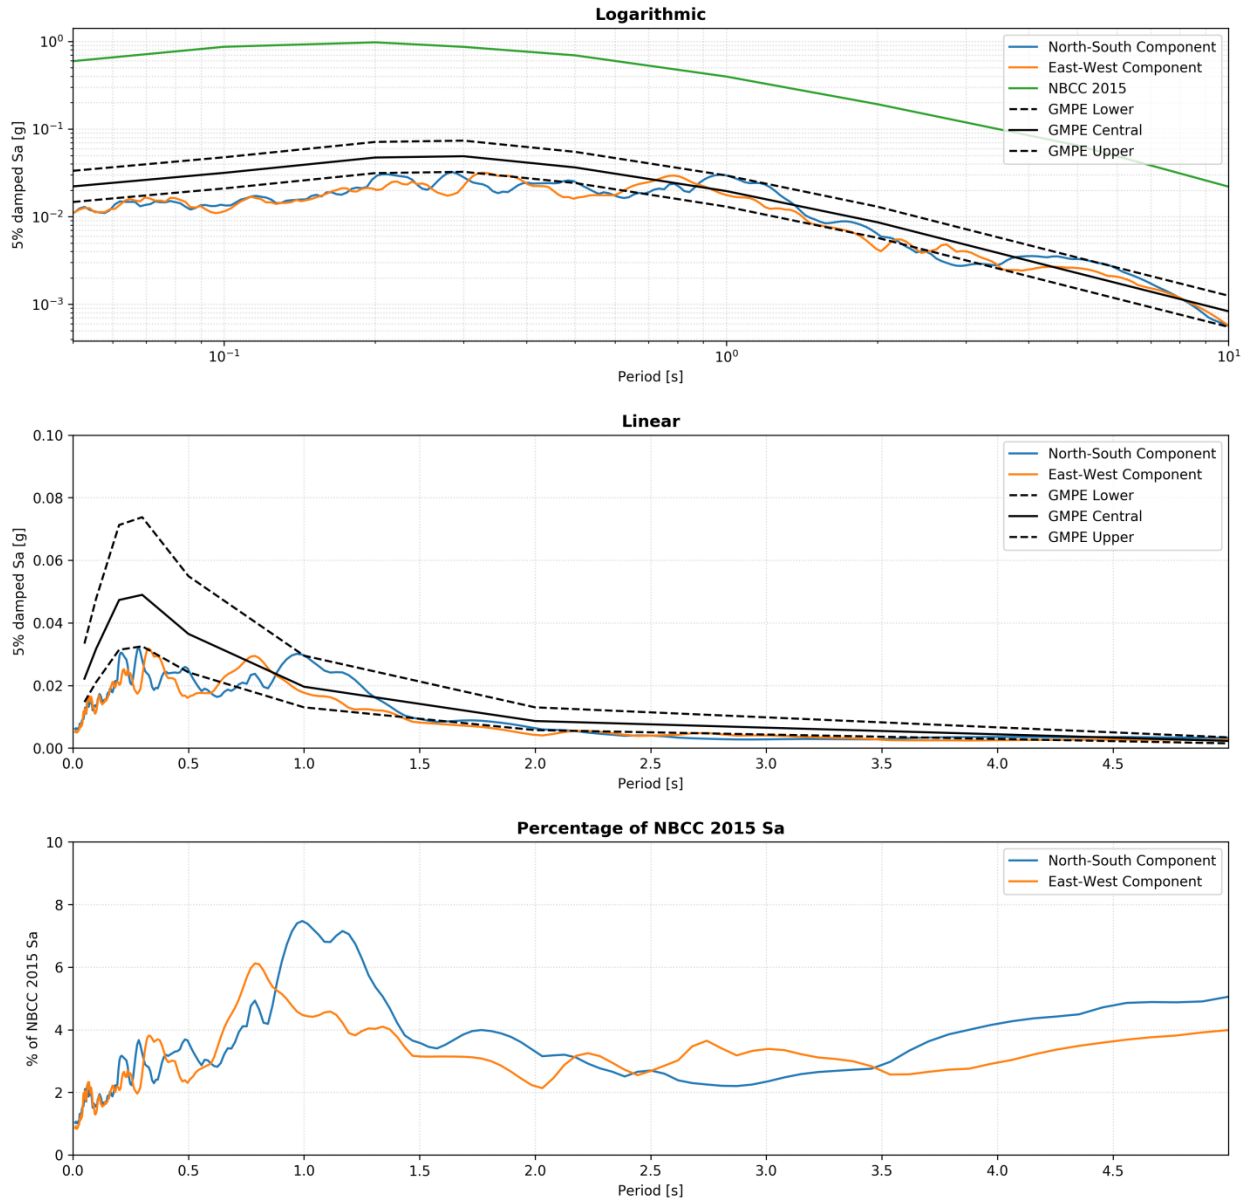 Logarithmic
5% damped Sa [g]
10⁰
10⁻¹
10⁻²
10⁻³
North-South Component
East-West Component
NBCC 2015
GMPE Lower
GMPE Central
GMPE Upper
10⁻¹ 10⁰ 10¹
Period [s]
Linear
5% damped Sa [g]
0.10
0.08
0.06
0.04
0.02
0.00
North-South Component
East-West Component
GMPE Lower
GMPE Central
GMPE Upper
0.0 0.5 1.0 1.5 2.0 2.5 3.0 3.5 4.0 4.5
Period [s]
Percentage of NBCC 2015 Sa
% of NBCC 2015 Sa
10
8
6
4
2
0
North-South Component
East-West Component
0.0 0.5 1.0 1.5 2.0 2.5 3.0 3.5 4.0 4.5
Period [s]